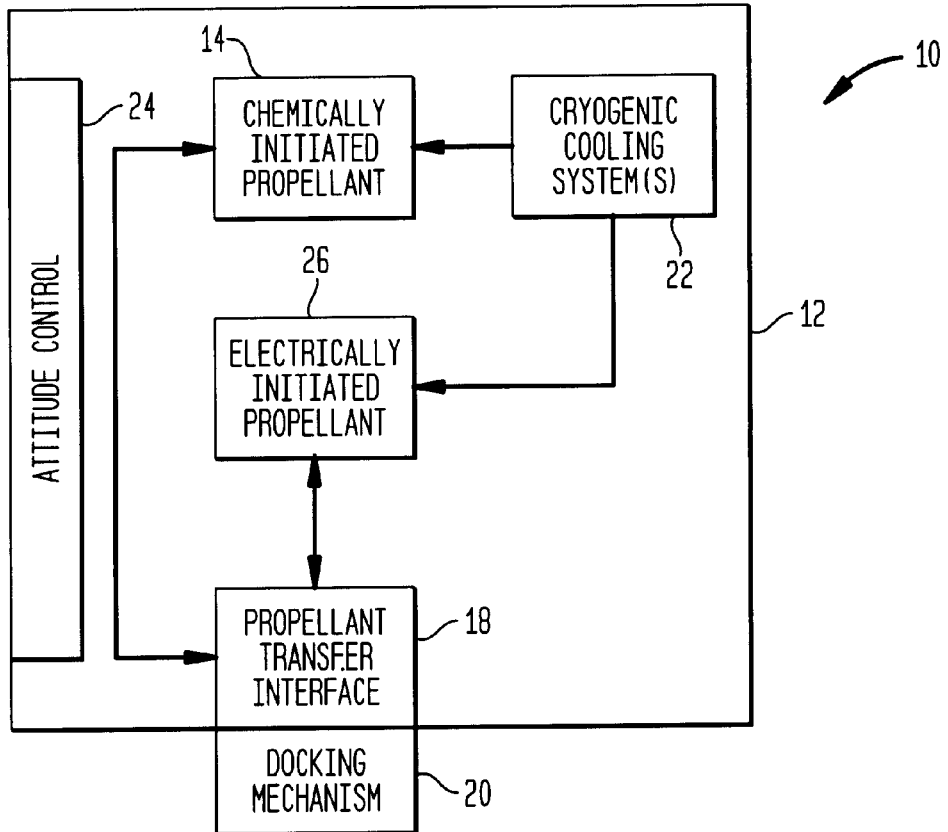 10
14
CHEMICALLY
INITIATED
PROPELLANT
CRYOGENIC
COOLING
SYSTEM(S)
22
24
ATTITUDE CONTROL
26
ELECTRICALLY
INITIATED
PROPELLANT
12
PROPELLANT
TRANSFER
INTERFACE
18
DOCKING
MECHANISM
20